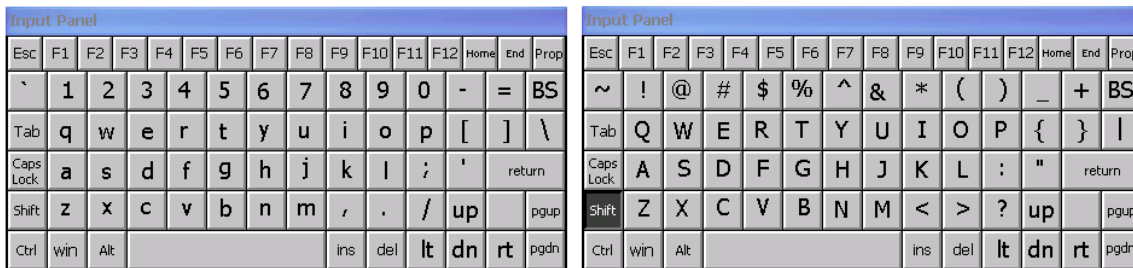 Input Panel
Esc F1 F2 F3 F4 F5 F6 F7 F8 F9 F10 F11 F12 Home End Prop
` 1 2 3 4 5 6 7 8 9 0 - = BS
Tab q w e r t y u i o p [ ] \
Caps Lock a s d f g h j k l ; ' return
Shift z x c v b n m , . / up pgup
Ctrl win Alt ins del lt dn rt pgdn
Input Panel
Esc F1 F2 F3 F4 F5 F6 F7 F8 F9 F10 F11 F12 Home End Prop
~ ! @ # $ % ^ & * ( ) _ + BS
Tab Q W E R T Y U I O P { } |
Caps Lock A S D F G H J K L : " return
Shift Z X C V B N M < > ? up pgup
Ctrl win Alt ins del lt dn rt pgdn